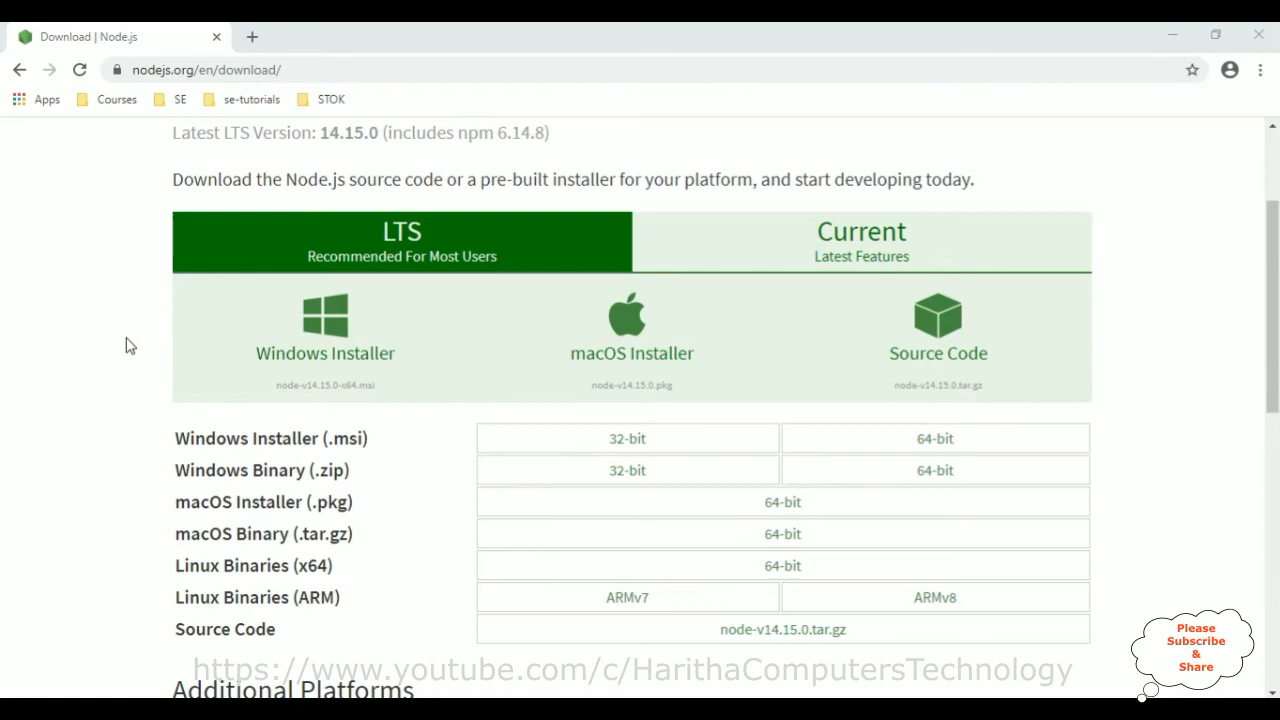 Download | Node.js
nodejs.org/en/download/
Apps Courses SE se-tutorials STOK
Latest LTS Version: 14.15.0 (includes npm 6.14.8)
Download the Node.js source code or a pre-built installer for your platform, and start developing today.
LTS Current
Recommended For Most Users Latest Features
Windows Installer macOS Installer Source Code
node-v14.15.0-x64.msi node-v14.15.0.pkg node-v14.15.0.tar.gz
Windows Installer (.msi) 32-bit 64-bit
Windows Binary (.zip) 32-bit 64-bit
macOS Installer (.pkg) 64-bit
macOS Binary (.tar.gz) 64-bit
Linux Binaries (x64) 64-bit
Linux Binaries (ARM) ARMv7 ARMv8
Source Code node-v14.15.0.tar.gz
Please
Subscribe
&
Share
https://www.youtube.com/c/HarithaComputersTechnology
Additional Platforms